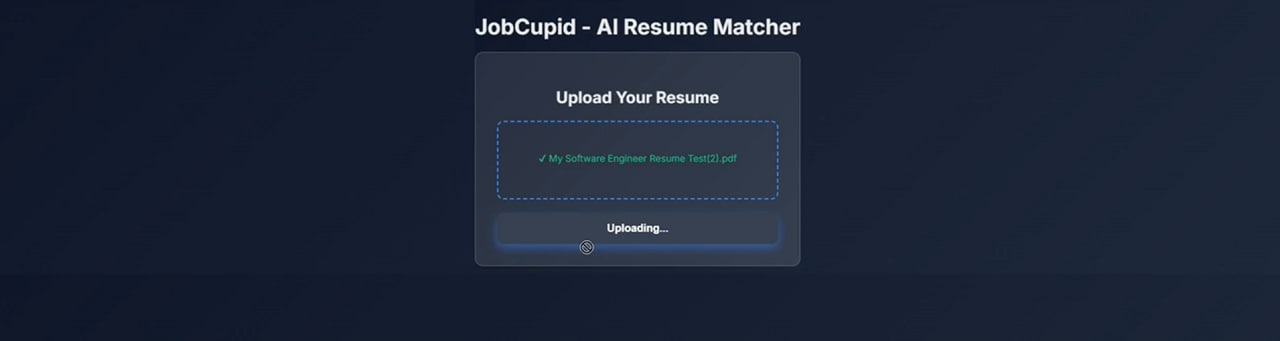 JobCupid - AI Resume Matcher
Upload Your Resume
✓ My Software Engineer Resume Test(2).pdf
Uploading...